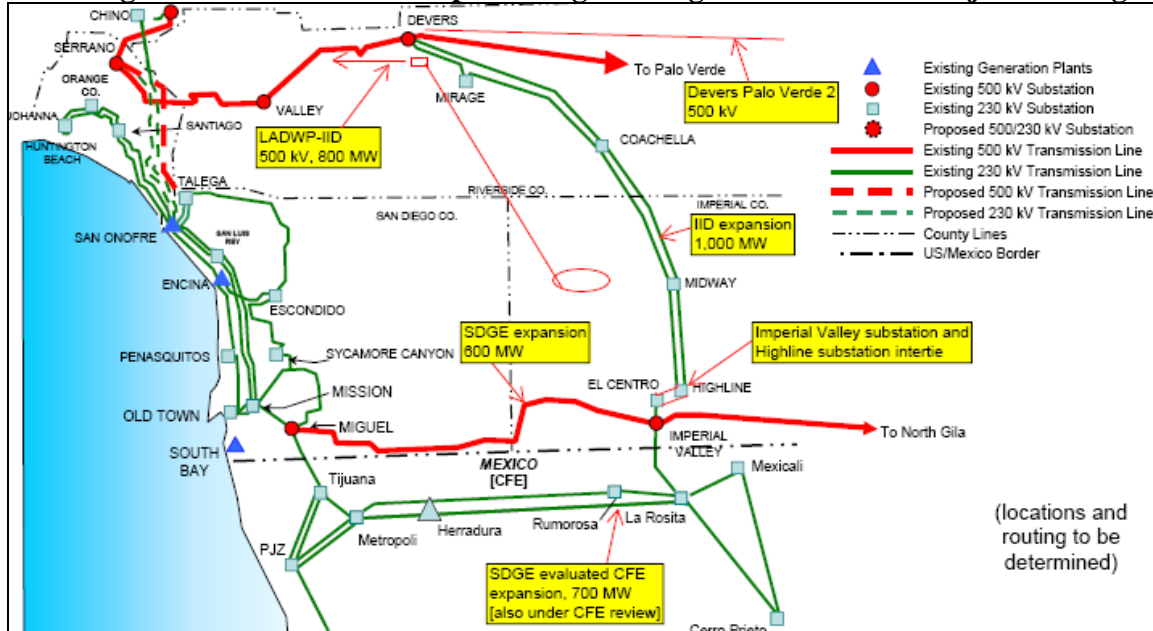 CHINO
DEVERS
SERRANO
ORANGE
CO.
JOHANNA
HUNTINGTON
BEACH
SANTIAGO
VALLEY
To Palo Verde
MIRAGE
Devers Palo Verde 2
500 kV
LADWP-IID
500 kV, 800 MW
COACHELLA
TALEGA
RIVERSIDE CO.
SAN DIEGO CO.
IMPERIAL CO.
IID expansion
1,000 MW
SAN ONOFRE
SAN LUIS
REY
ENCINA
ESCONDIDO
MIDWAY
SDGE expansion
600 MW
Imperial Valley substation and
Highline substation intertie
PENASQUITOS
SYCAMORE CANYON
EL CENTRO
HIGHLINE
MISSION
OLD TOWN
MIGUEL
To North Gila
SOUTH
BAY
IMPERIAL
VALLEY
MEXICO
[CFE]
Mexicali
Tijuana
Rumorosa
La Rosita
Herradura
Metropoli
PJZ
SDGE evaluated CFE
expansion, 700 MW
[also under CFE review]
Cerro Prieto
Existing Generation Plants
Existing 500 kV Substation
Existing 230 kV Substation
Proposed 500/230 kV Substation
Existing 500 kV Transmission Line
Existing 230 kV Transmission Line
Proposed 500 kV Transmission Line
Proposed 230 kV Transmission Line
County Lines
US/Mexico Border
(locations and
routing to be
determined)